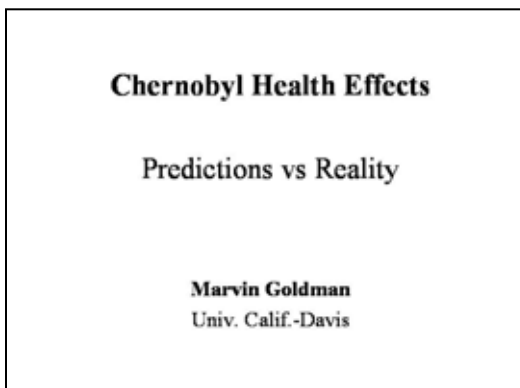 Chernobyl Health Effects
Predictions vs Reality
Marvin Goldman
Univ. Calif.-Davis